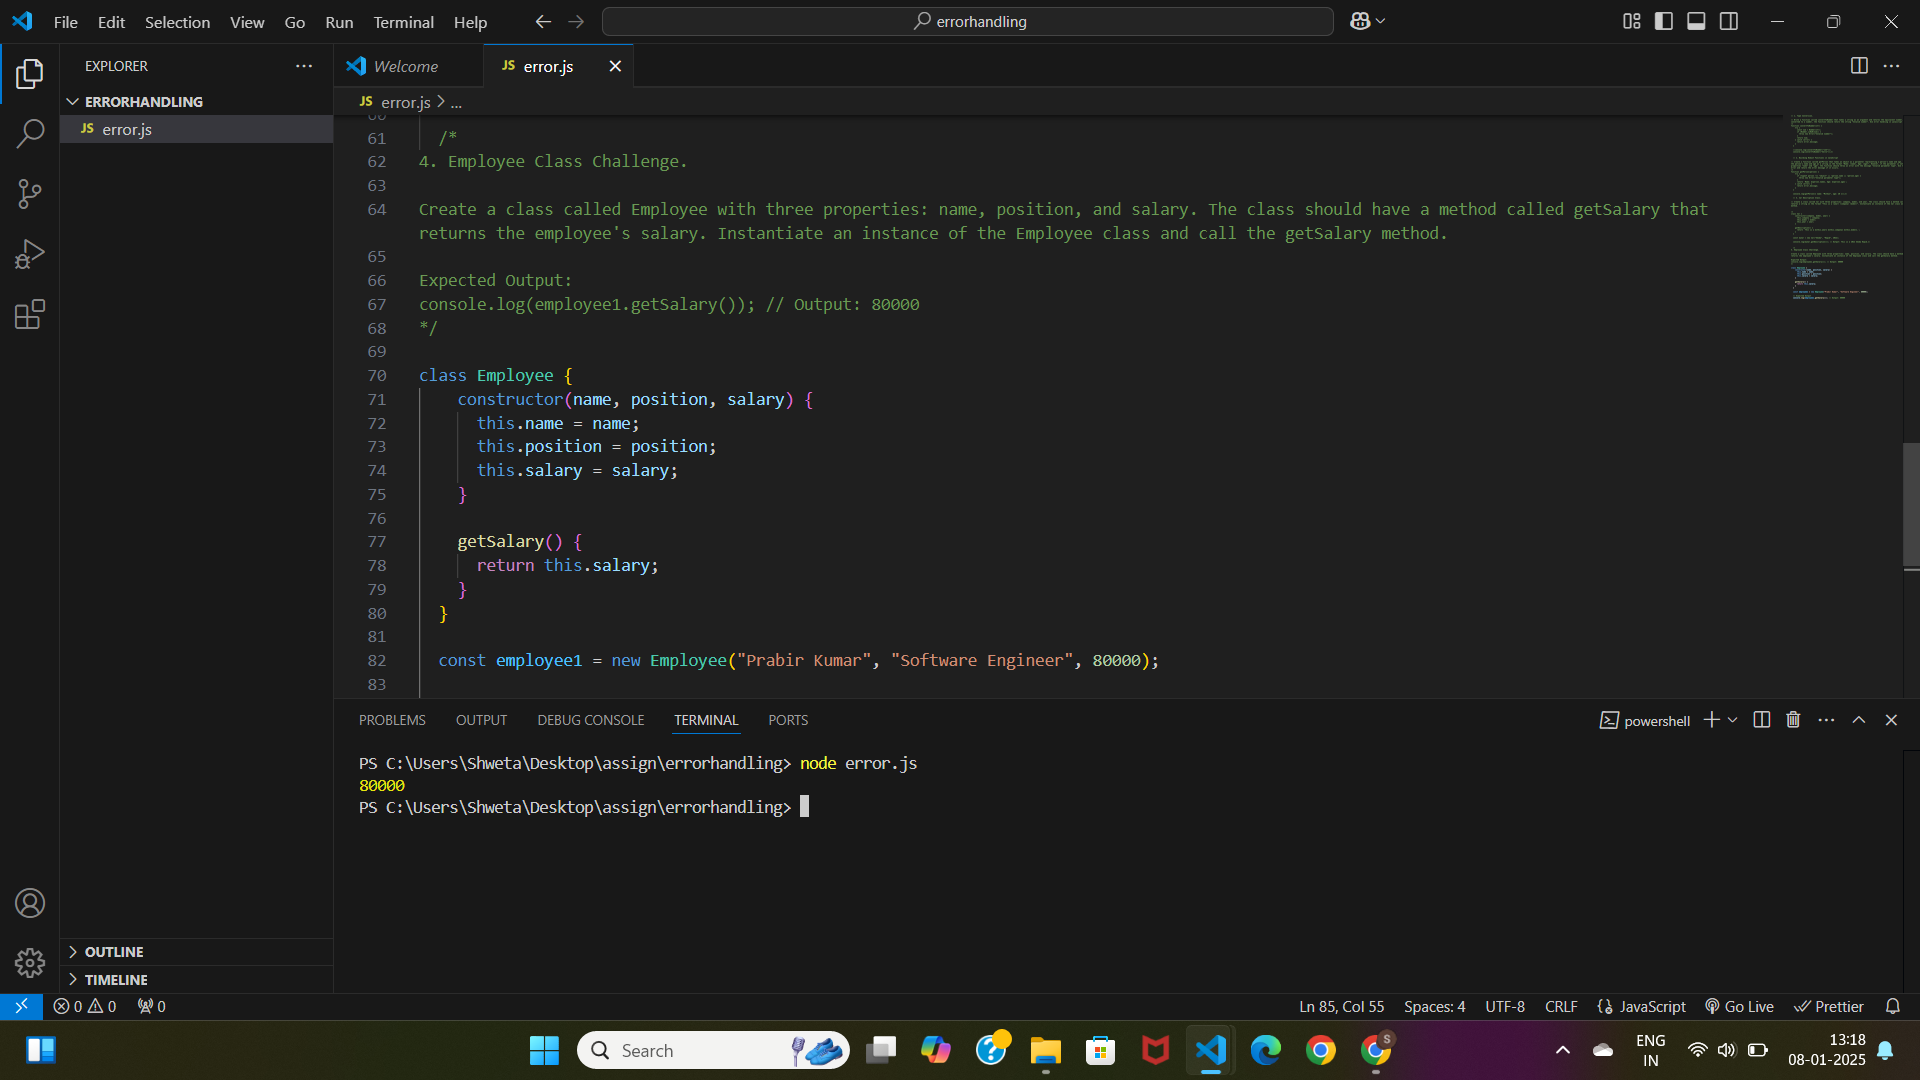 File Edit Selection View Go Run Terminal Help
errorhandling
EXPLORER
ERRORHANDLING
JS error.js
Welcome
JS error.js
JS error.js > ...
60
61 /*
62 4. Employee Class Challenge.
63
64 Create a class called Employee with three properties: name, position, and salary. The class should have a method called getSalary that
returns the employee's salary. Instantiate an instance of the Employee class and call the getSalary method.
65
66 Expected Output:
67 console.log(employee1.getSalary()); // Output: 80000
68 */
69
70 class Employee {
71 constructor(name, position, salary) {
72 this.name = name;
73 this.position = position;
74 this.salary = salary;
75 }
76
77 getSalary() {
78 return this.salary;
79 }
80 }
81
82 const employee1 = new Employee("Prabir Kumar", "Software Engineer", 80000);
83
PROBLEMS OUTPUT DEBUG CONSOLE TERMINAL PORTS
powershell
PS C:\Users\Shweta\Desktop\assign\errorhandling> node error.js
80000
PS C:\Users\Shweta\Desktop\assign\errorhandling>
OUTLINE
TIMELINE
0 0 0
Ln 85, Col 55 Spaces: 4 UTF-8 CRLF {} JavaScript Go Live Prettier
Search
S
ENG
IN
13:18
08-01-2025